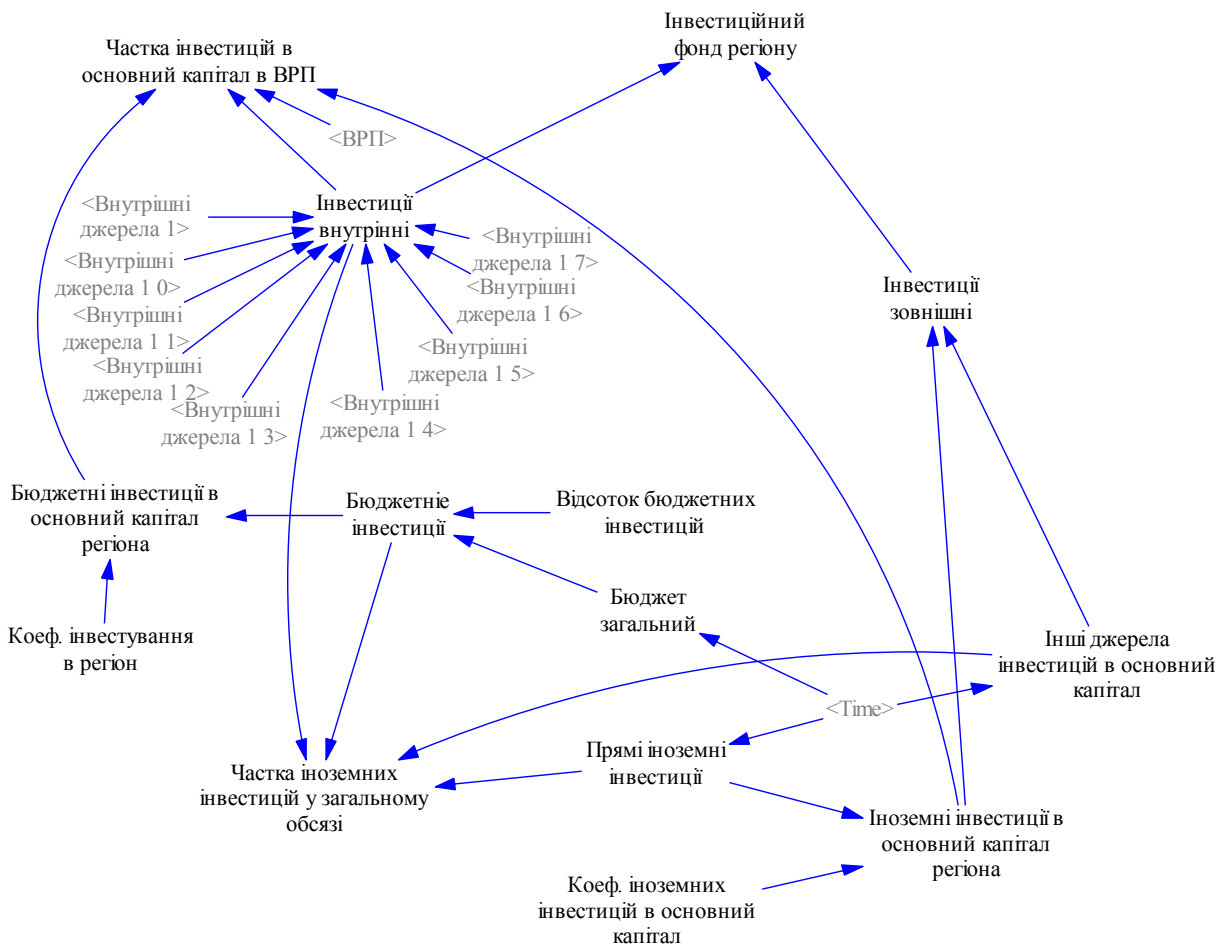 Інвестиційний
фонд регіону
Частка інвестицій в
основний капітал в ВРП
<ВРП>
Інвестиції
внутрінні
<Внутрішні
джерела 1>
<Внутрішні
джерела 1 0>
<Внутрішні
джерела 1 1>
<Внутрішні
джерела 1 2>
<Внутрішні
джерела 1 3>
<Внутрішні
джерела 1 4>
<Внутрішні
джерела 1 5>
<Внутрішні
джерела 1 6>
<Внутрішні
джерела 1 7>
Інвестиції
зовнішні
Бюджетні інвестиції в
основний капітал
регіона
Бюджетніе
інвестиції
Відсоток бюджетних
інвестицій
Бюджет
загальний
Коеф. інвестування
в регіон
Інші джерела
інвестицій в основний
капітал
<Time>
Прямі іноземні
інвестиції
Частка іноземних
інвестицій у загальному
обсязі
Іноземні інвестиції в
основний капітал
регіона
Коеф. іноземних
інвестицій в основний
капітал